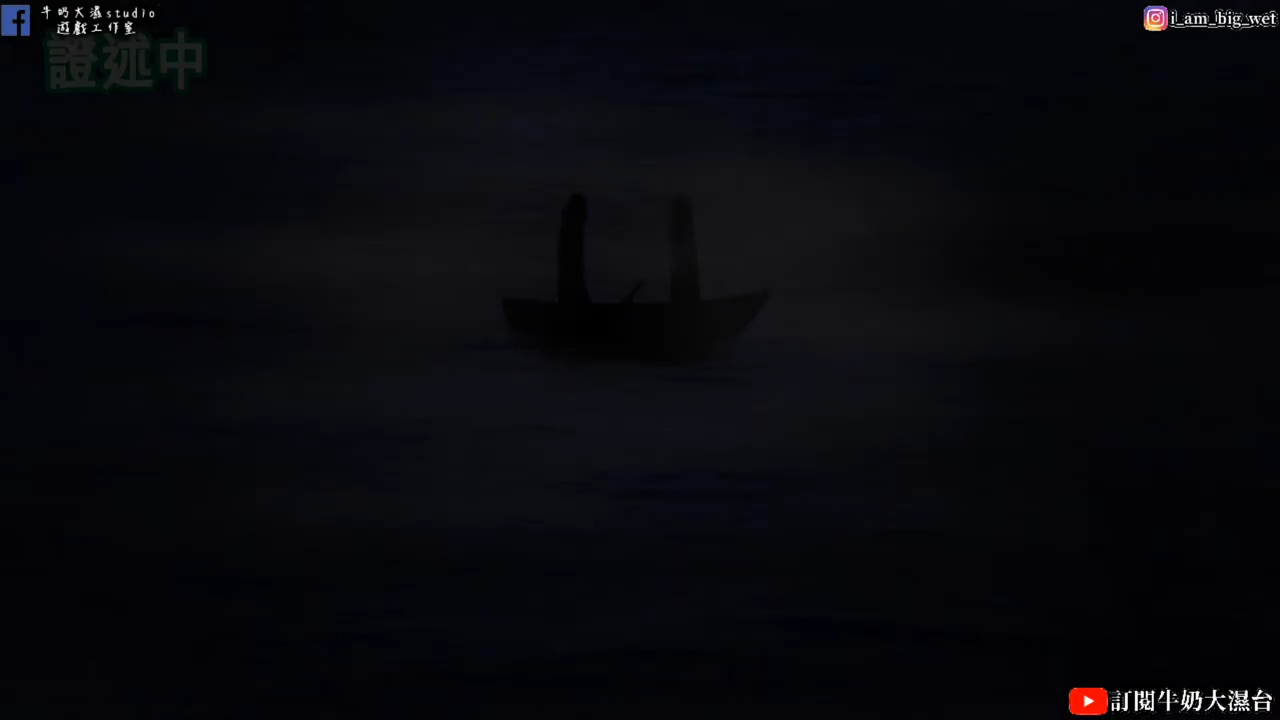 牛奶大濕studio
遊戲工作室
i_am_big_wet
證述中
訂閱牛奶大濕台